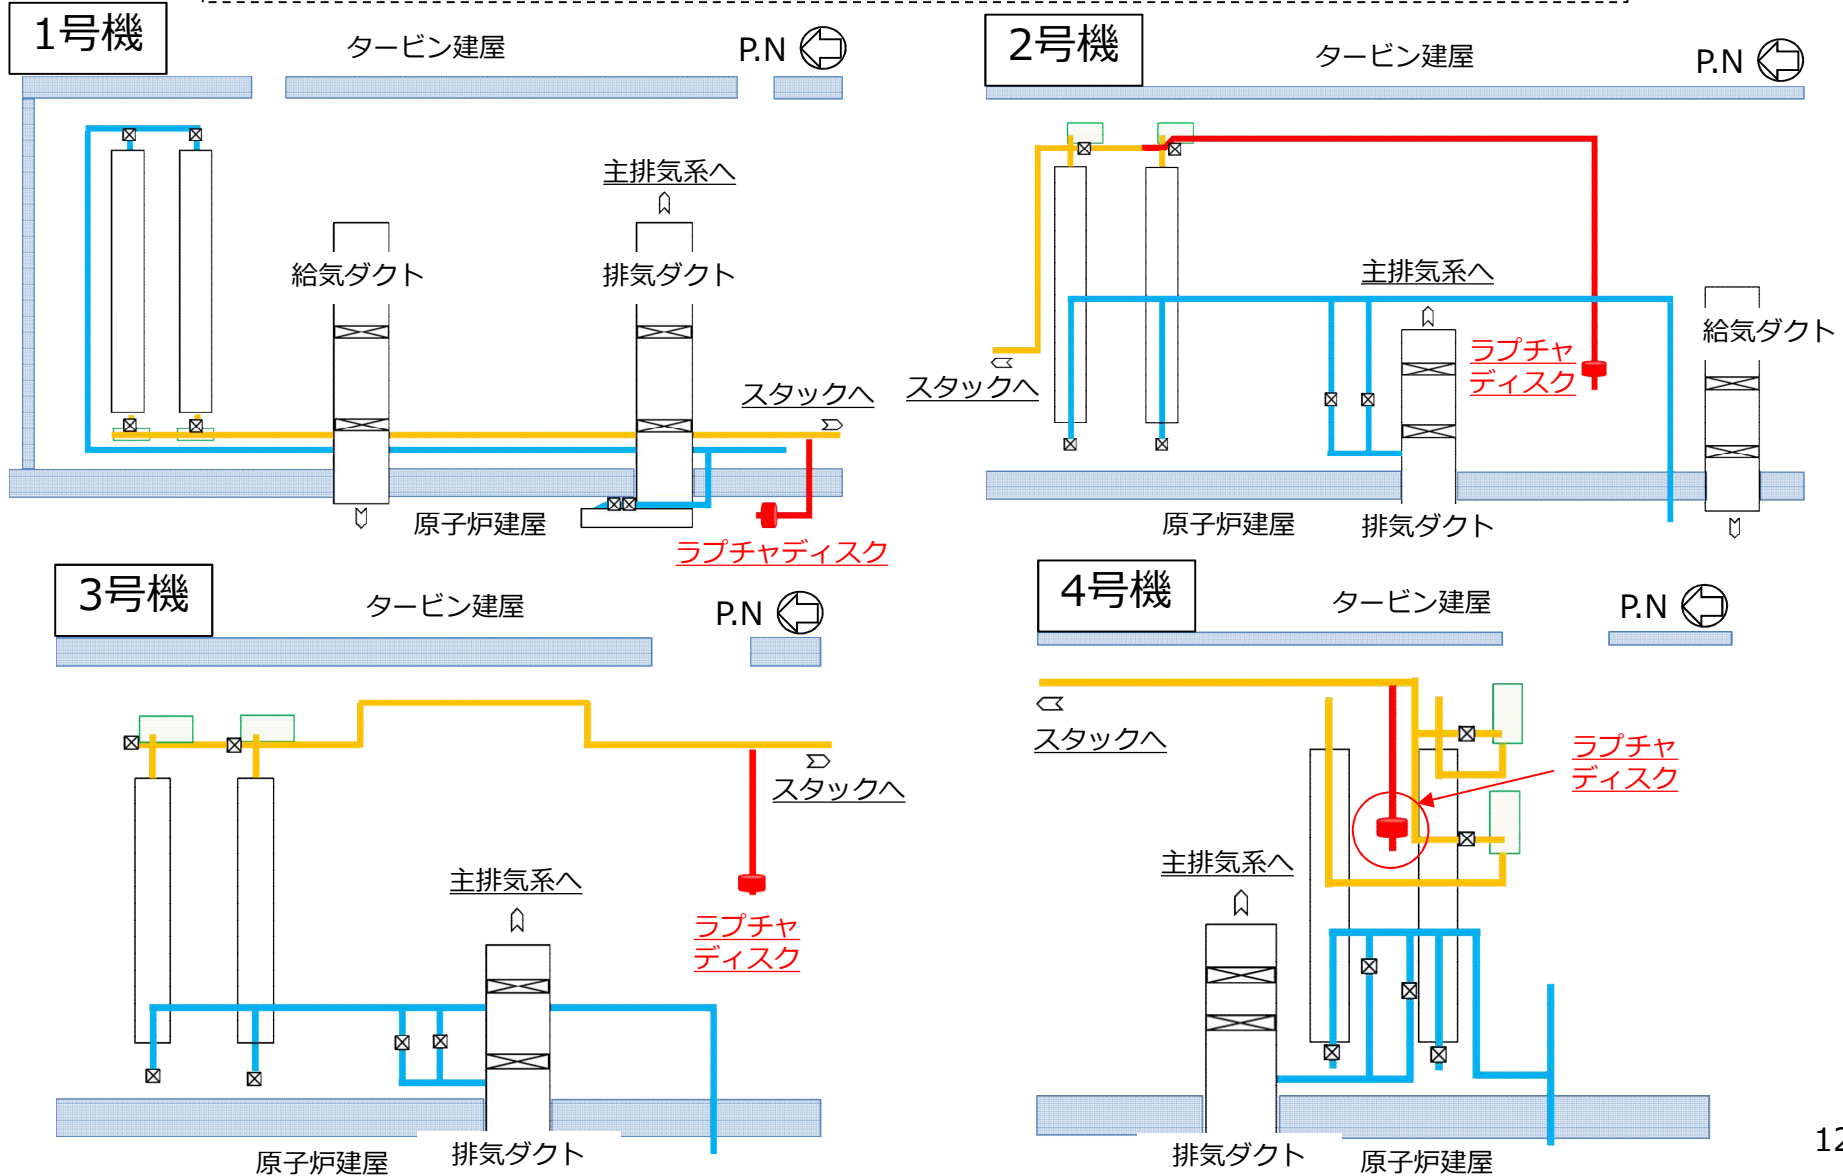 1号機
タービン建屋
P.N
主排気系へ
給気ダクト
排気ダクト
スタックへ
原子炉建屋
ラプチャディスク
2号機
タービン建屋
P.N
主排気系へ
給気ダクト
ラプチャ
ディスク
スタックへ
原子炉建屋
排気ダクト
3号機
タービン建屋
P.N
スタックへ
主排気系へ
ラプチャ
ディスク
排気ダクト
原子炉建屋
4号機
タービン建屋
P.N
スタックへ
ラプチャ
ディスク
主排気系へ
排気ダクト
原子炉建屋
12